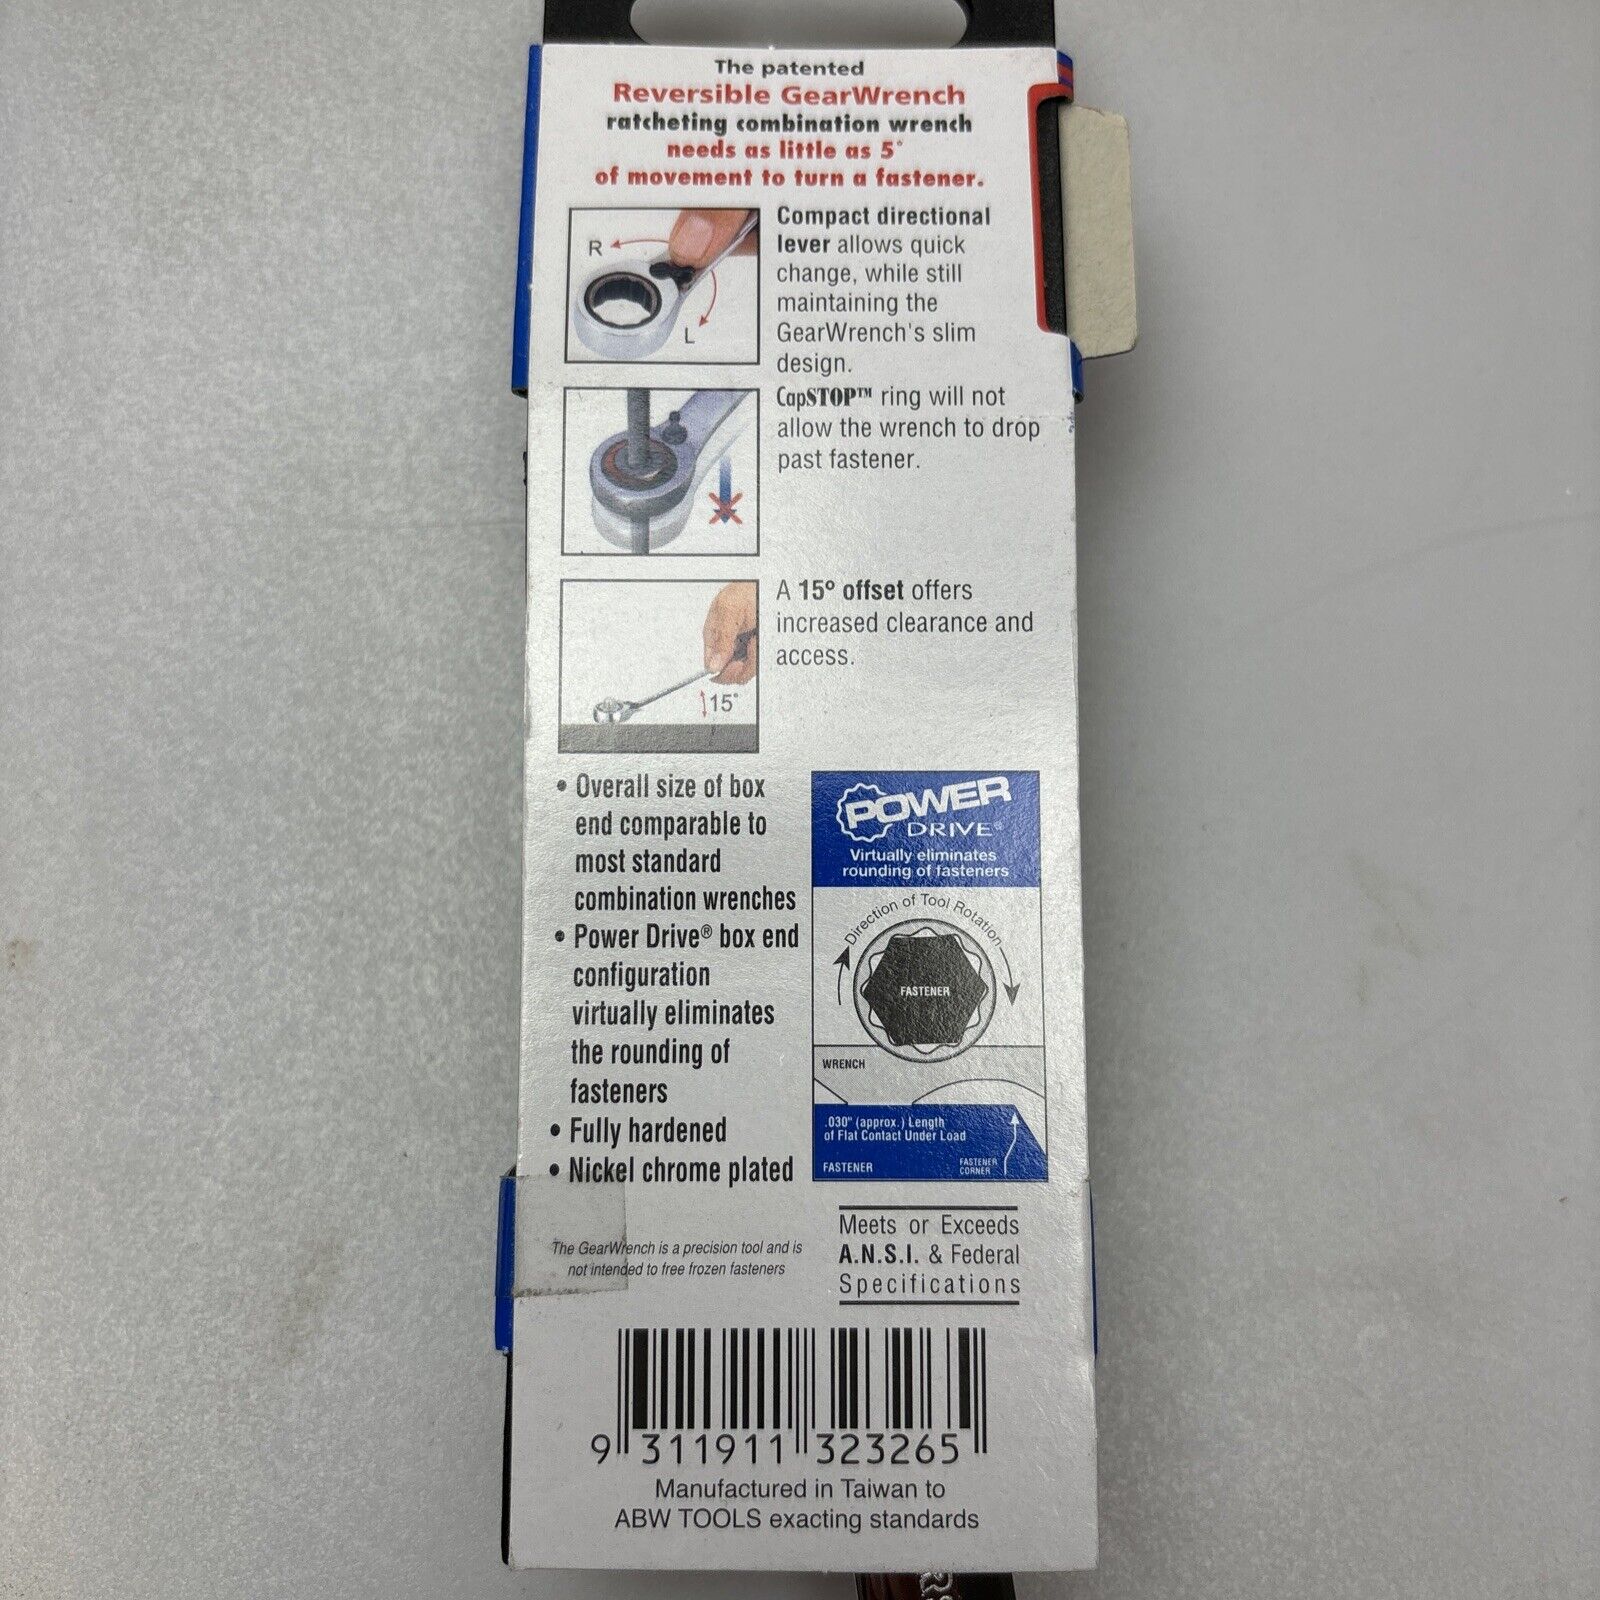 The patented
Reversible GearWrench
ratcheting combination wrench
needs as little as 5°
of movement to turn a fastener.
R
L
Compact directional
lever allows quick
change, while still
maintaining the
GearWrench's slim
design.
CapSTOP™ ring will not
allow the wrench to drop
past fastener.
15°
A 15° offset offers
increased clearance and
access.
• Overall size of box
end comparable to
most standard
combination wrenches
• Power Drive® box end
configuration
virtually eliminates
the rounding of
fasteners
• Fully hardened
• Nickel chrome plated
POWER
DRIVE®
Virtually eliminates
rounding of fasteners
Direction of Tool Rotation
FASTENER
WRENCH
.030" (approx.) Length
of Flat Contact Under Load
FASTENER
FASTENER
CORNER
The GearWrench is a precision tool and is
not intended to free frozen fasteners
Meets or Exceeds
A.N.S.I. & Federal
Specifications
9 311911 323265
Manufactured in Taiwan to
ABW TOOLS exacting standards